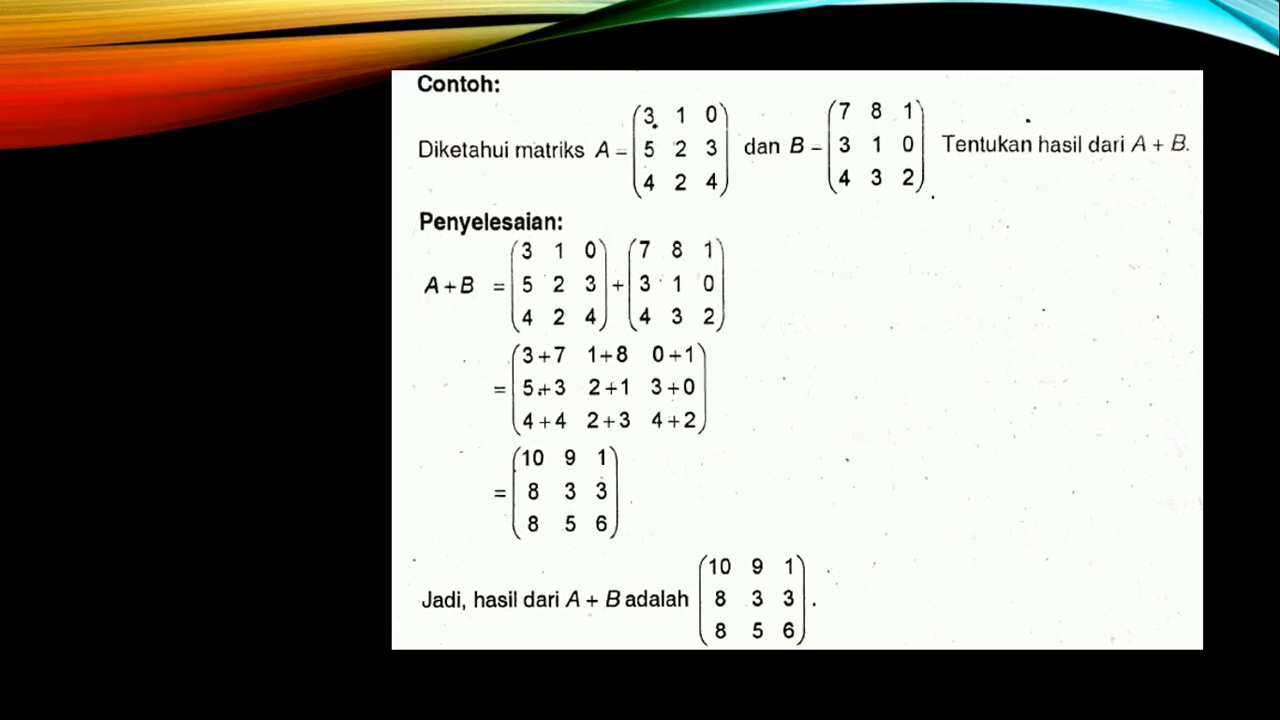 Contoh:
Diketahui matriks A = (3 1 0 dan B = (7 8 1 Tentukan hasil dari A + B.
5 2 3 3 1 0
4 2 4) 4 3 2)
Penyelesaian:
A+B = (3 1 0 + (7 8 1
5 2 3 3 1 0
4 2 4) 4 3 2)
= (3+7 1+8 0+1
5+3 2+1 3+0
4+4 2+3 4+2)
= (10 9 1
8 3 3
8 5 6)
Jadi, hasil dari A + B adalah (10 9 1
8 3 3
8 5 6).